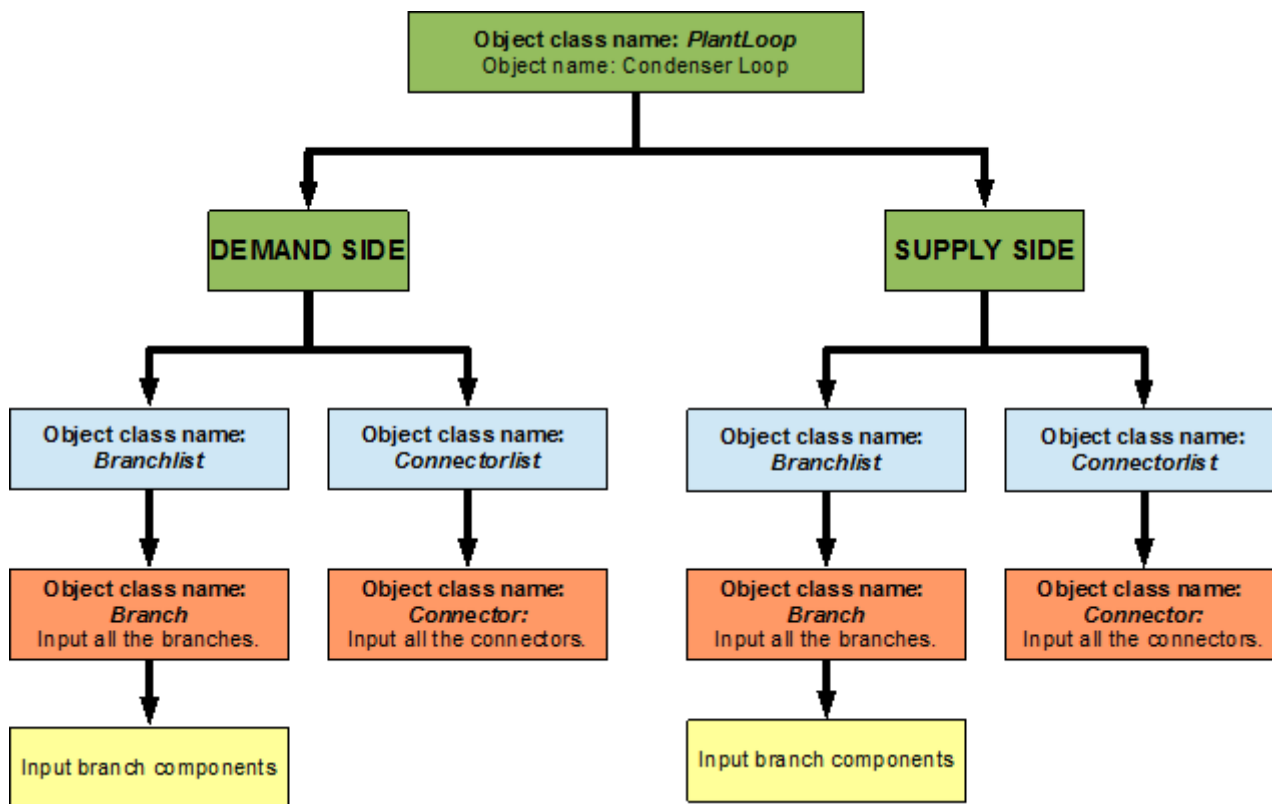 Object class name: PlantLoop
Object name: Condenser Loop
DEMAND SIDE
SUPPLY SIDE
Object class name:
Branchlist
Object class name:
Connectorlist
Object class name:
Branchlist
Object class name:
Connectorlist
Object class name:
Branch
Input all the branches.
Object class name:
Connector:
Input all the connectors.
Object class name:
Branch
Input all the branches.
Object class name:
Connector:
Input all the connectors.
Input branch components
Input branch components